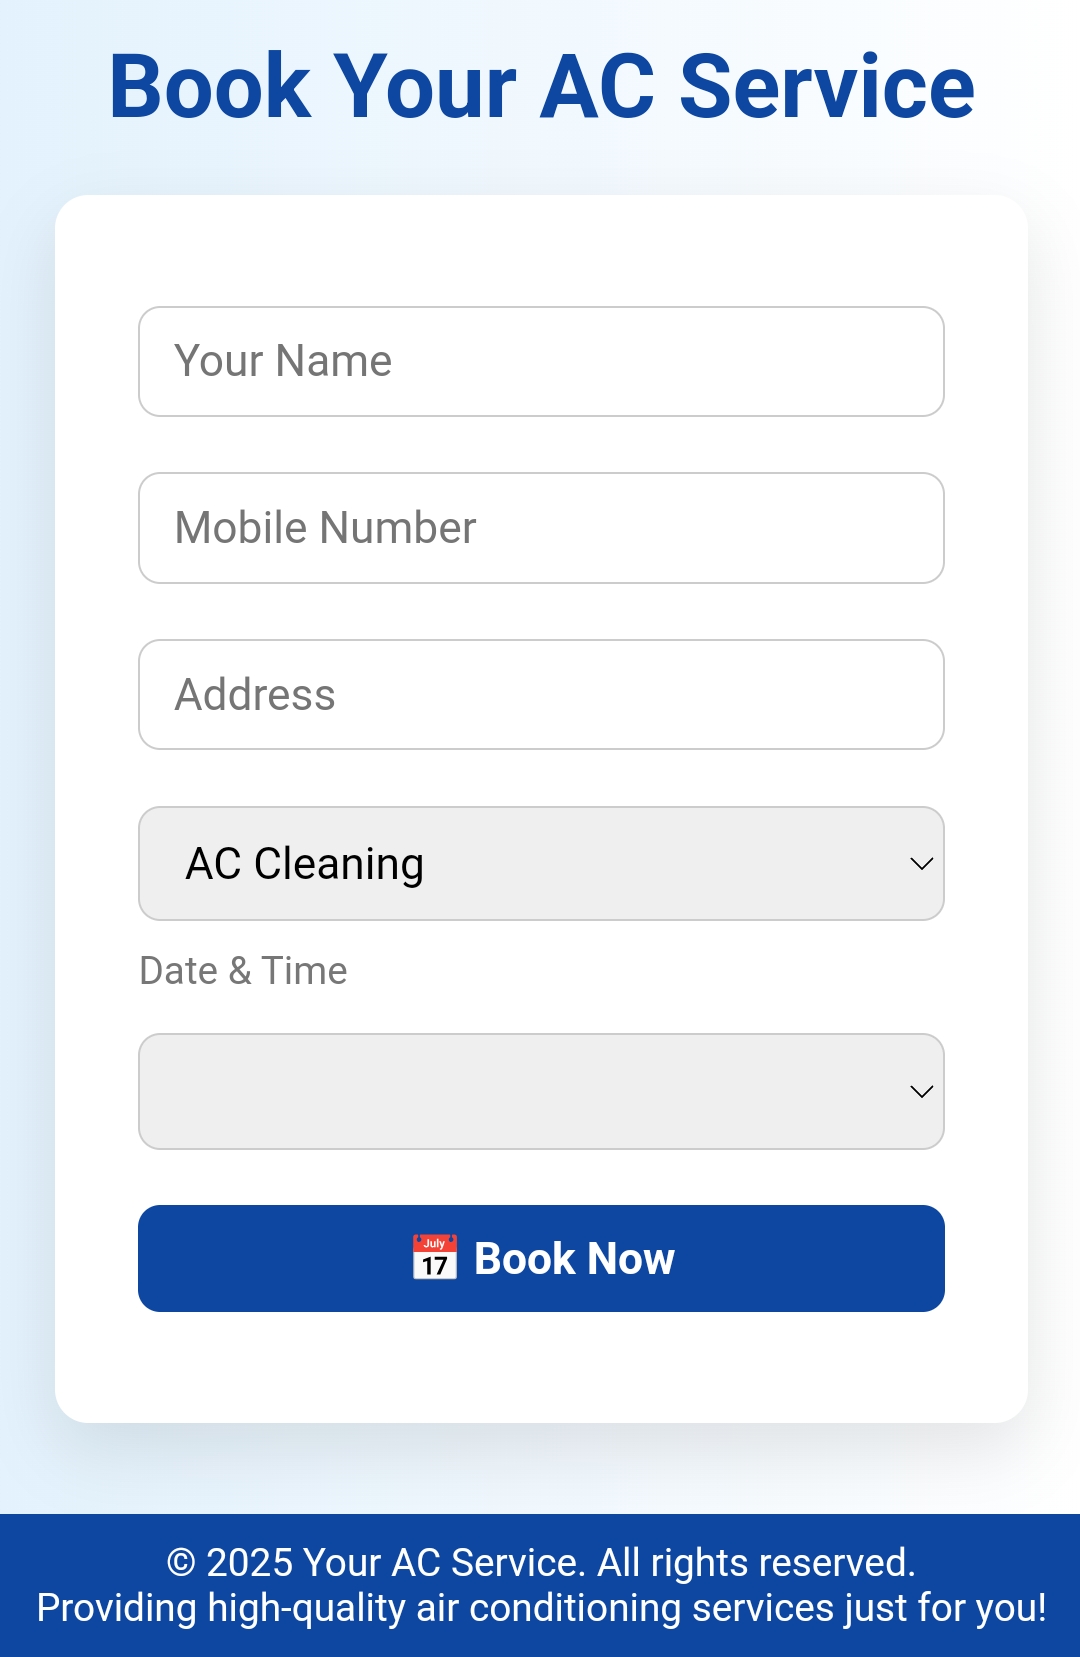 Book Your AC Service
Your Name
Mobile Number
Address
AC Cleaning
Date & Time
July
17
Book Now
© 2025 Your AC Service. All rights reserved.
Providing high-quality air conditioning services just for you!